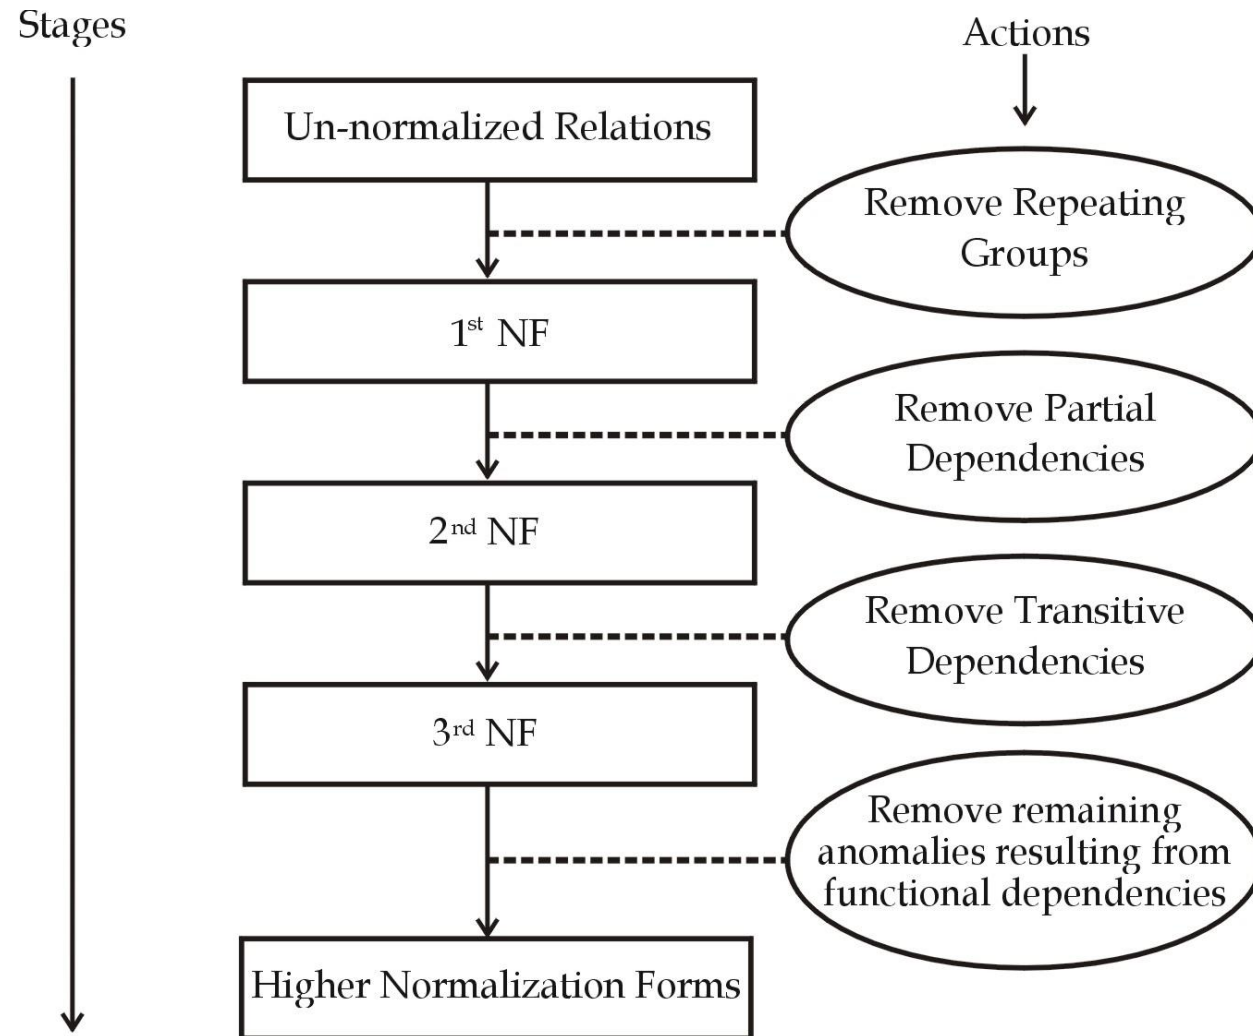 Stages
Actions
Un-normalized Relations
Remove Repeating
Groups
1st NF
Remove Partial
Dependencies
2nd NF
Remove Transitive
Dependencies
3rd NF
Remove remaining
anomalies resulting from
functional dependencies
Higher Normalization Forms